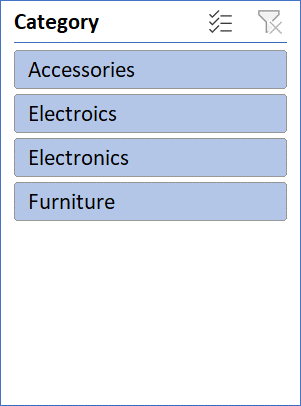 Category
Accessories
Electroics
Electronics
Furniture